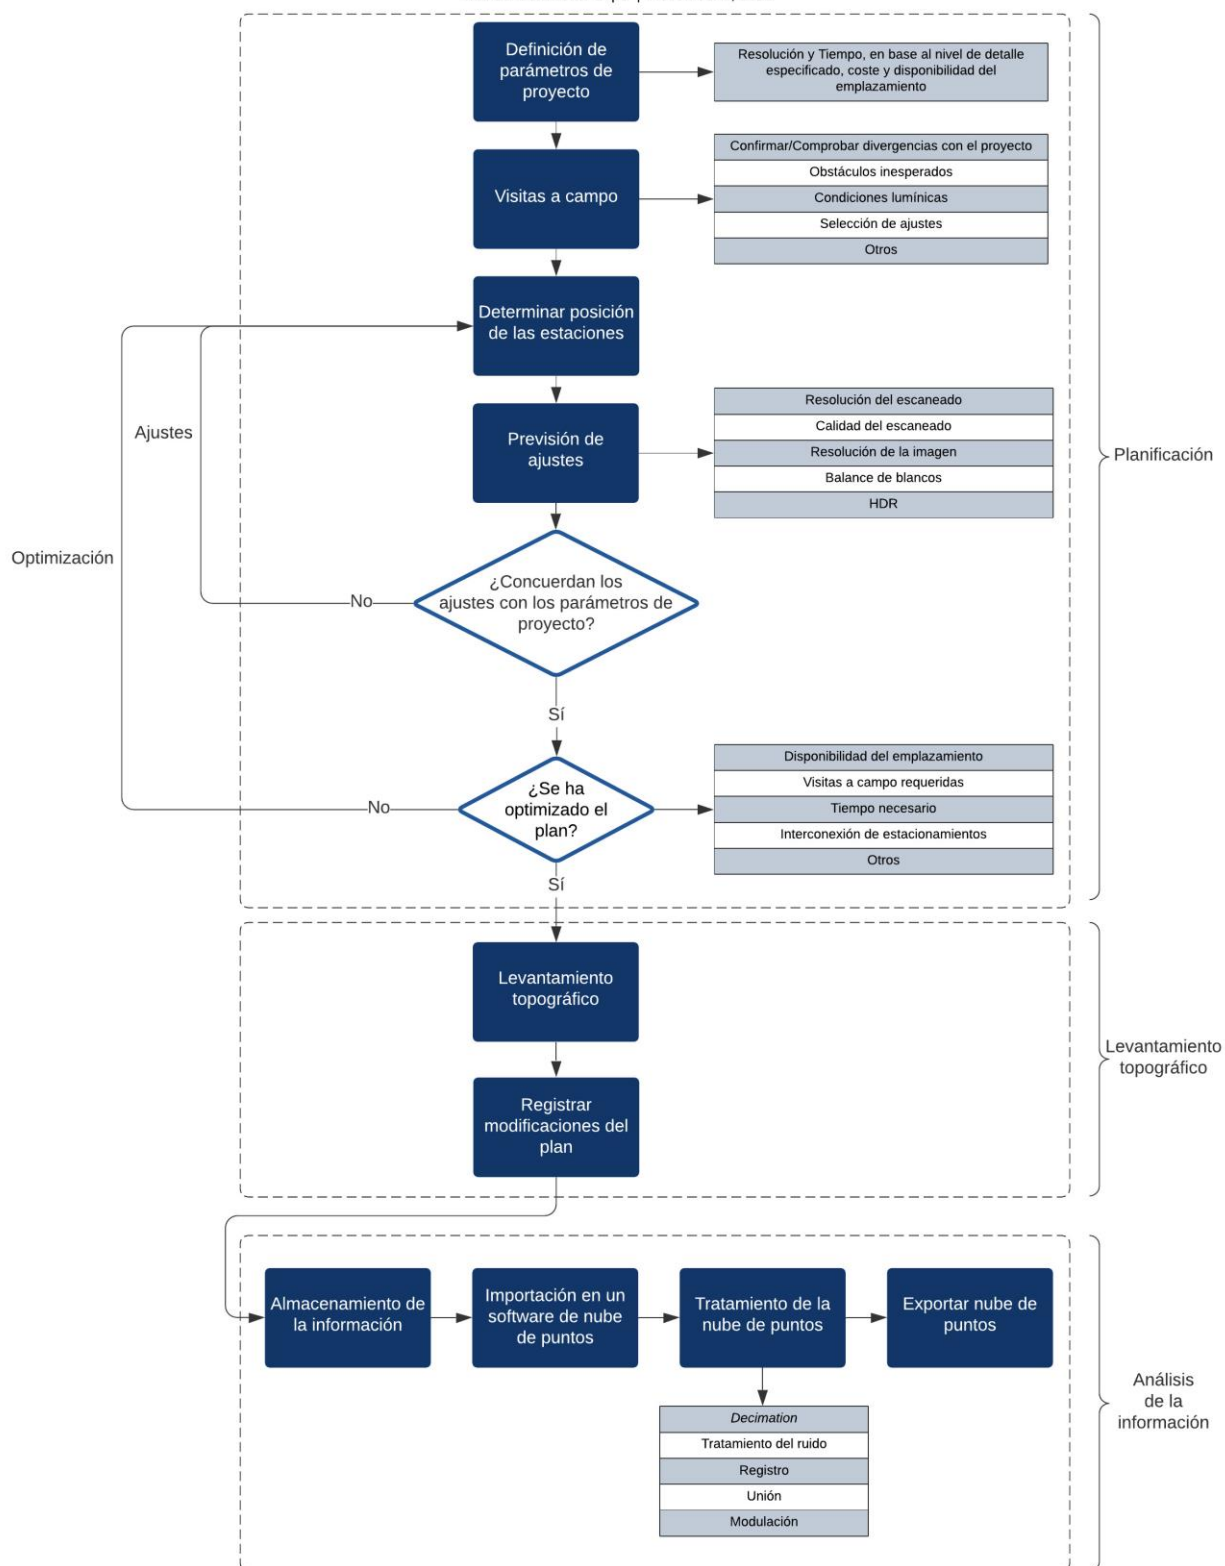 Definición de
parámetros de
proyecto
Resolución y Tiempo, en base al nivel de detalle
especificado, coste y disponibilidad del
emplazamiento
Visitas a campo
Confirmar/Comprobar divergencias con el proyecto
Obstáculos inesperados
Condiciones lumínicas
Selección de ajustes
Otros
Determinar posición
de las estaciones
Ajustes
Previsión de
ajustes
Resolución del escaneado
Calidad del escaneado
Resolución de la imagen
Balance de blancos
HDR
Planificación
Optimización
¿Concuerdan los
ajustes con los parámetros de
proyecto?
No
Sí
¿Se ha
optimizado el
plan?
No
Disponibilidad del emplazamiento
Visitas a campo requeridas
Tiempo necesario
Interconexión de estacionamientos
Otros
Sí
Levantamiento
topográfico
Registrar
modificaciones del
plan
Levantamiento
topográfico
Almacenamiento de
la información
Importación en un
software de nube
de puntos
Tratamiento de la
nube de puntos
Exportar nube de
puntos
Decimation
Tratamiento del ruido
Registro
Unión
Modulación
Análisis
de la
información